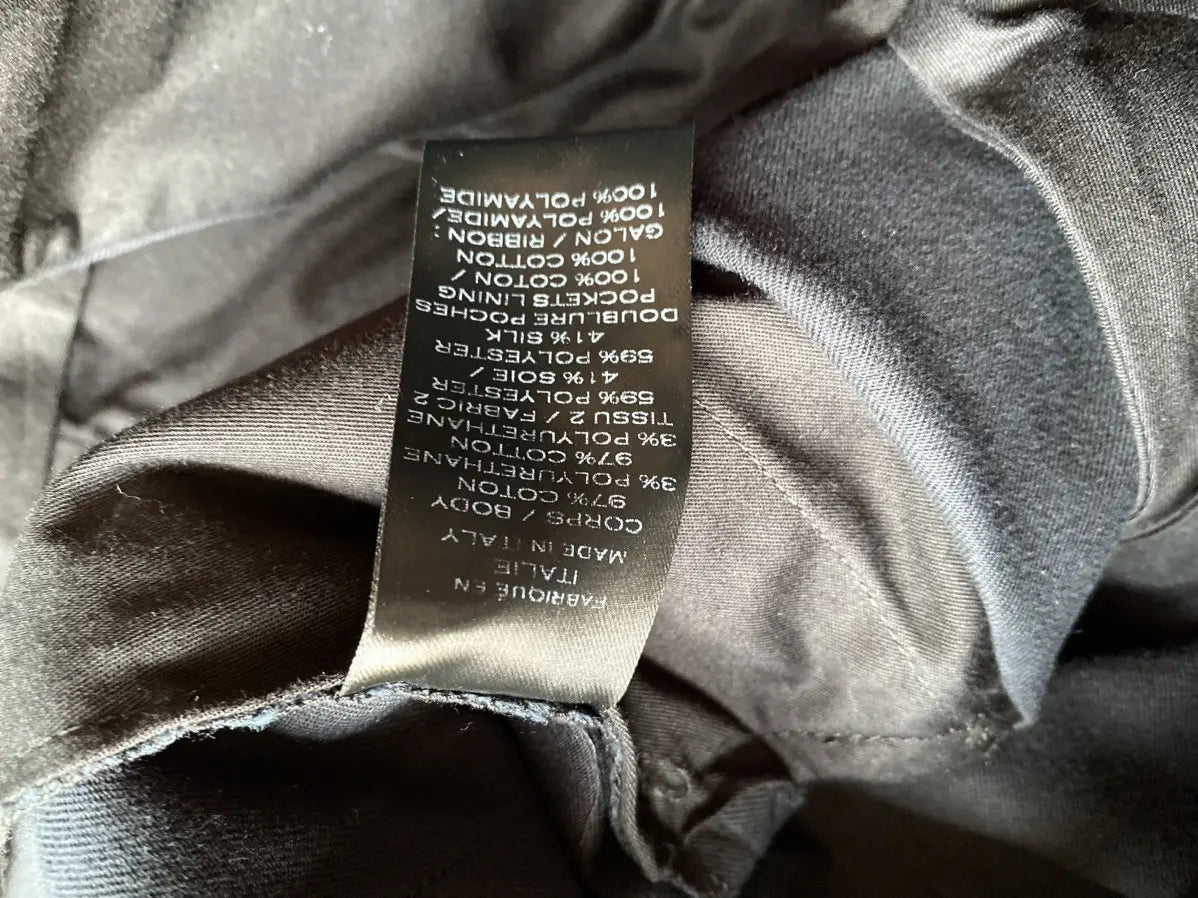 FABRIQUÉ EN
ITALIE
MADE IN ITALY
CORPS / BODY
97% COTON
3% POLYURETHANE
97% COTTON
3% POLYURETHANE
TISSU 2 / FABRIC 2
59% POLYESTER
41% SOIE /
59% POLYESTER
41% SILK
DOUBLURE POCHES
POCKETS LINING
100% COTON /
100% COTTON
GALON / RIBBON :
100% POLYAMIDE/
100% POLYAMIDE